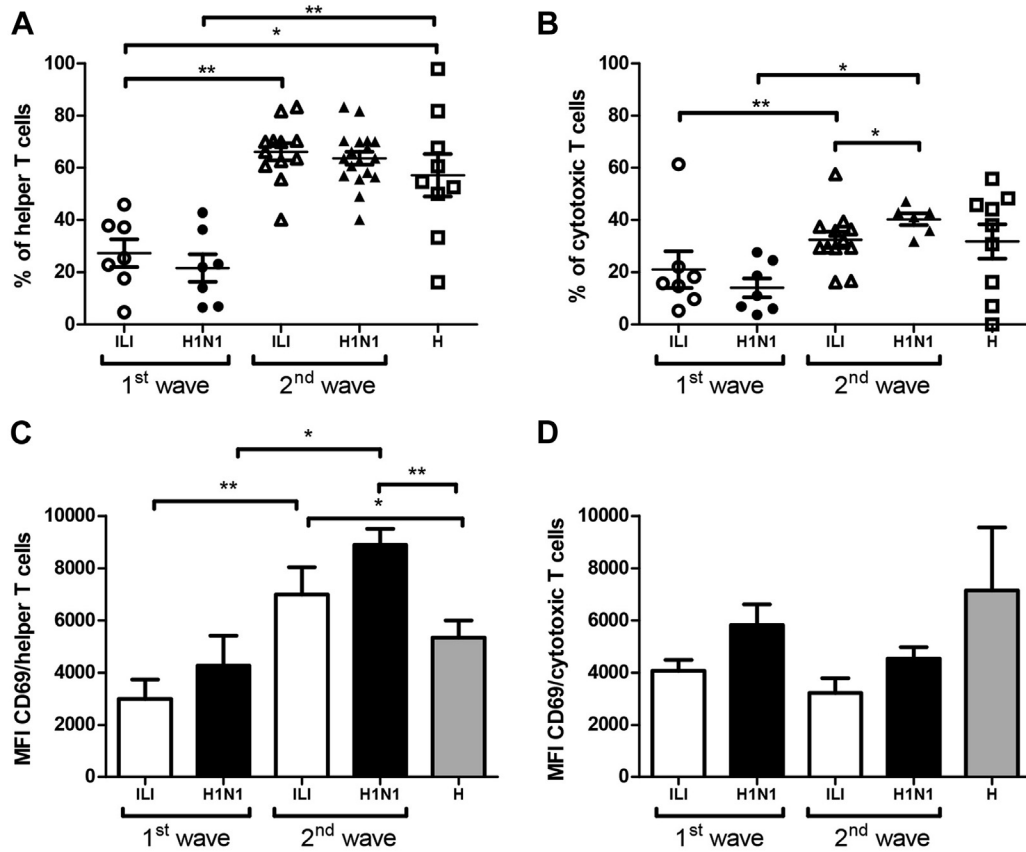 A
**
*
**
% of helper T cells
100
80
60
40
20
0
ILI H1N1 ILI H1N1 H
1st wave 2nd wave
B
*
**
*
% of cytotoxic T cells
100
80
60
40
20
0
ILI H1N1 ILI H1N1 H
1st wave 2nd wave
C
*
**
**
*
MFI CD69/helper T cells
10000
8000
6000
4000
2000
0
ILI H1N1 ILI H1N1 H
1st wave 2nd wave
D
MFI CD69/cytotoxic T cells
10000
8000
6000
4000
2000
0
ILI H1N1 ILI H1N1 H
1st wave 2nd wave